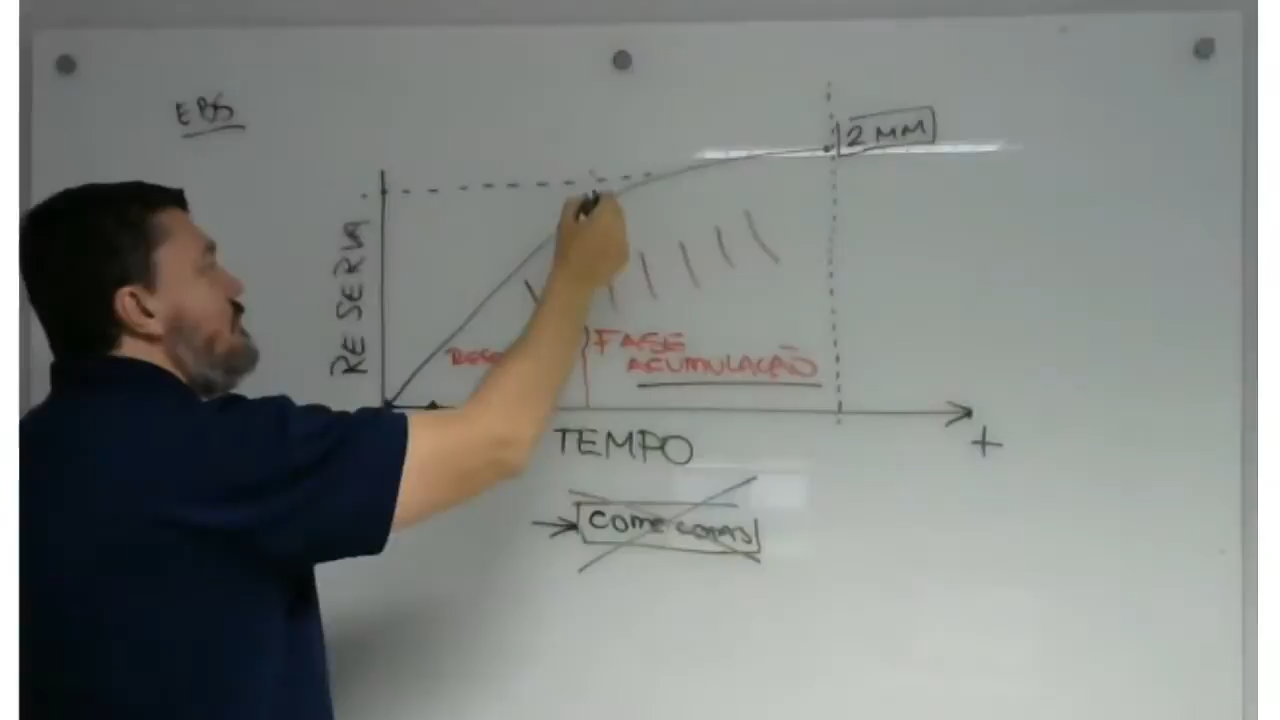 EBS
2 MM
RESERVA
FASE
ACUMULAÇÃO
TEMPO
+
COME COTAS